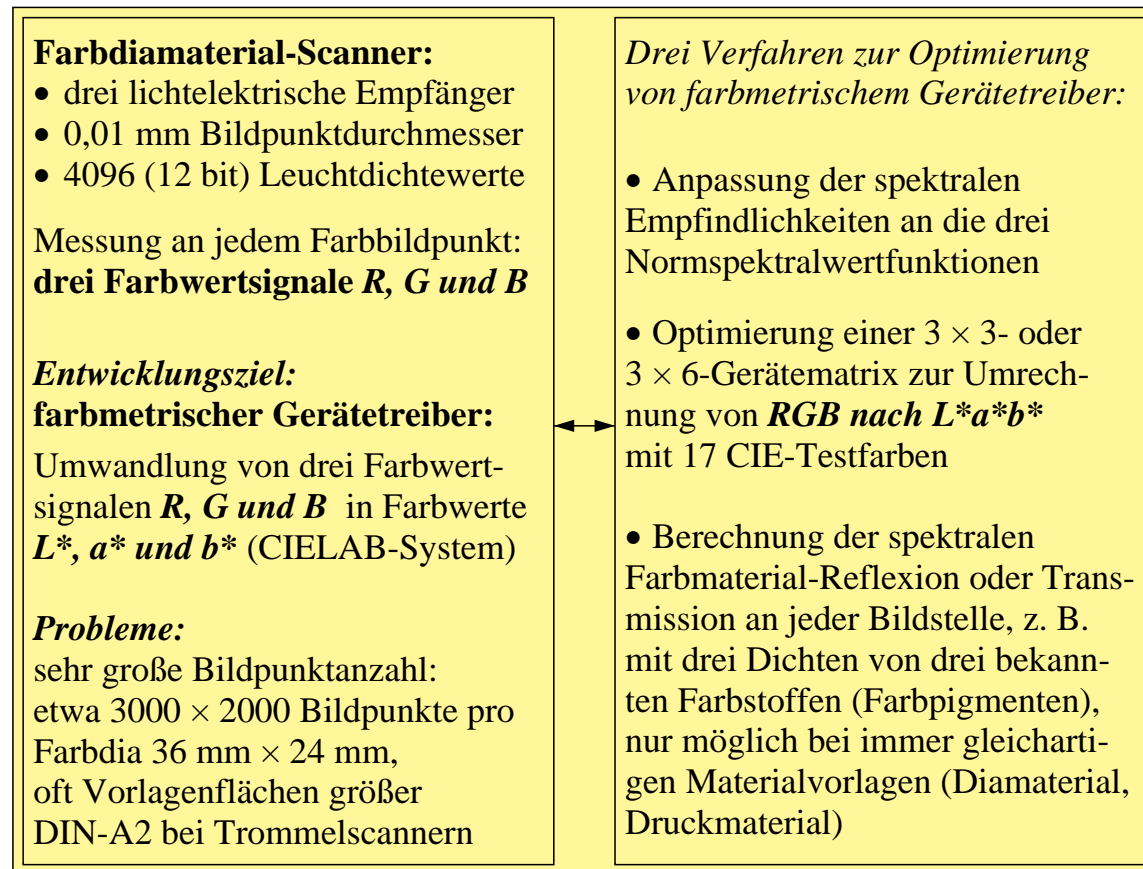 Farbdiamaterial-Scanner:
• drei lichtelektrische Empfänger
• 0,01 mm Bildpunktdurchmesser
• 4096 (12 bit) Leuchtdichtewerte
Messung an jedem Farbbildpunkt:
drei Farbwertsignale R, G und B
Entwicklungsziel:
farbmetrischer Gerätetreiber:
Umwandlung von drei Farbwert-
signalen R, G und B in Farbwerte
L*, a* und b* (CIELAB-System)
Probleme:
sehr große Bildpunktanzahl:
etwa 3000 × 2000 Bildpunkte pro
Farbdia 36 mm × 24 mm,
oft Vorlagenflächen größer
DIN-A2 bei Trommelscannern
Drei Verfahren zur Optimierung
von farbmetrischem Gerätetreiber:
• Anpassung der spektralen
Empfindlichkeiten an die drei
Normspektralwertfunktionen
• Optimierung einer 3 × 3- oder
3 × 6-Gerätematrix zur Umrech-
nung von RGB nach L*a*b*
mit 17 CIE-Testfarben
• Berechnung der spektralen
Farbmaterial-Reflexion oder Trans-
mission an jeder Bildstelle, z. B.
mit drei Dichten von drei bekann-
ten Farbstoffen (Farbpigmenten),
nur möglich bei immer gleicharti-
gen Materialvorlagen (Diamaterial,
Druckmaterial)